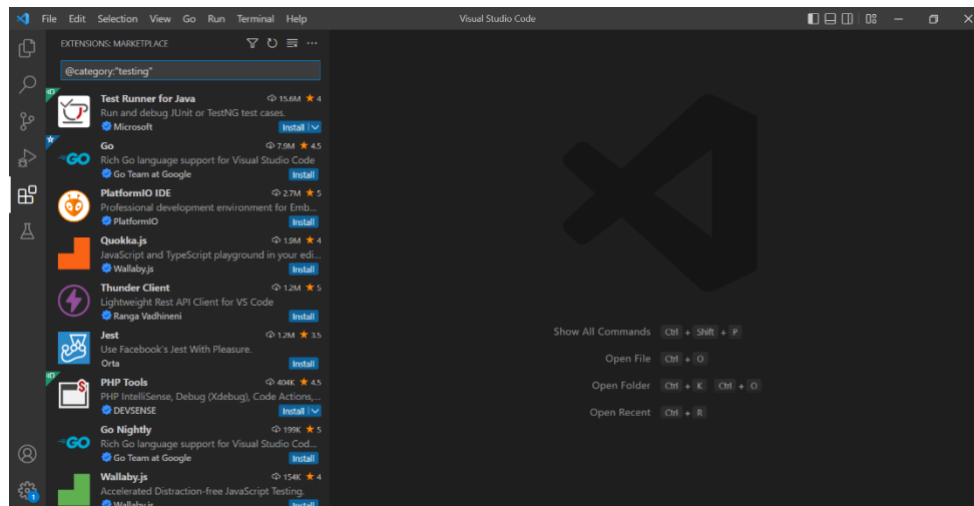 File Edit Selection View Go Run Terminal Help
Visual Studio Code
EXTENSIONS: MARKETPLACE
@category:"testing"
Test Runner for Java 15.6M ★ 4
Run and debug JUnit or TestNG test cases.
Microsoft Install
Go 7.9M ★ 4.5
Rich Go language support for Visual Studio Code
GO Go Team at Google Install
PlatformIO IDE 2.7M ★ 5
Professional development environment for Emb...
PlatformIO Install
Quokka.js 1.9M ★ 4
JavaScript and TypeScript playground in your edi...
Wallaby.js Install
Thunder Client 1.2M ★ 5
Lightweight Rest API Client for VS Code
Ranga Vadhineni Install
Jest 1.2M ★ 3.5
Use Facebook's Jest With Pleasure.
Orta Install
PHP Tools 404K ★ 4.5
PHP IntelliSense, Debug (Xdebug), Code Actions,...
DEVSENSE Install
Go Nightly 199K ★ 5
Rich Go language support for Visual Studio Cod...
GO Go Team at Google Install
Wallaby.js 154K ★ 4
Accelerated Distraction-free JavaScript Testing.
Wallaby.js Install
1
Show All Commands Ctrl + Shift + P
Open File Ctrl + O
Open Folder Ctrl + K Ctrl + O
Open Recent Ctrl + R